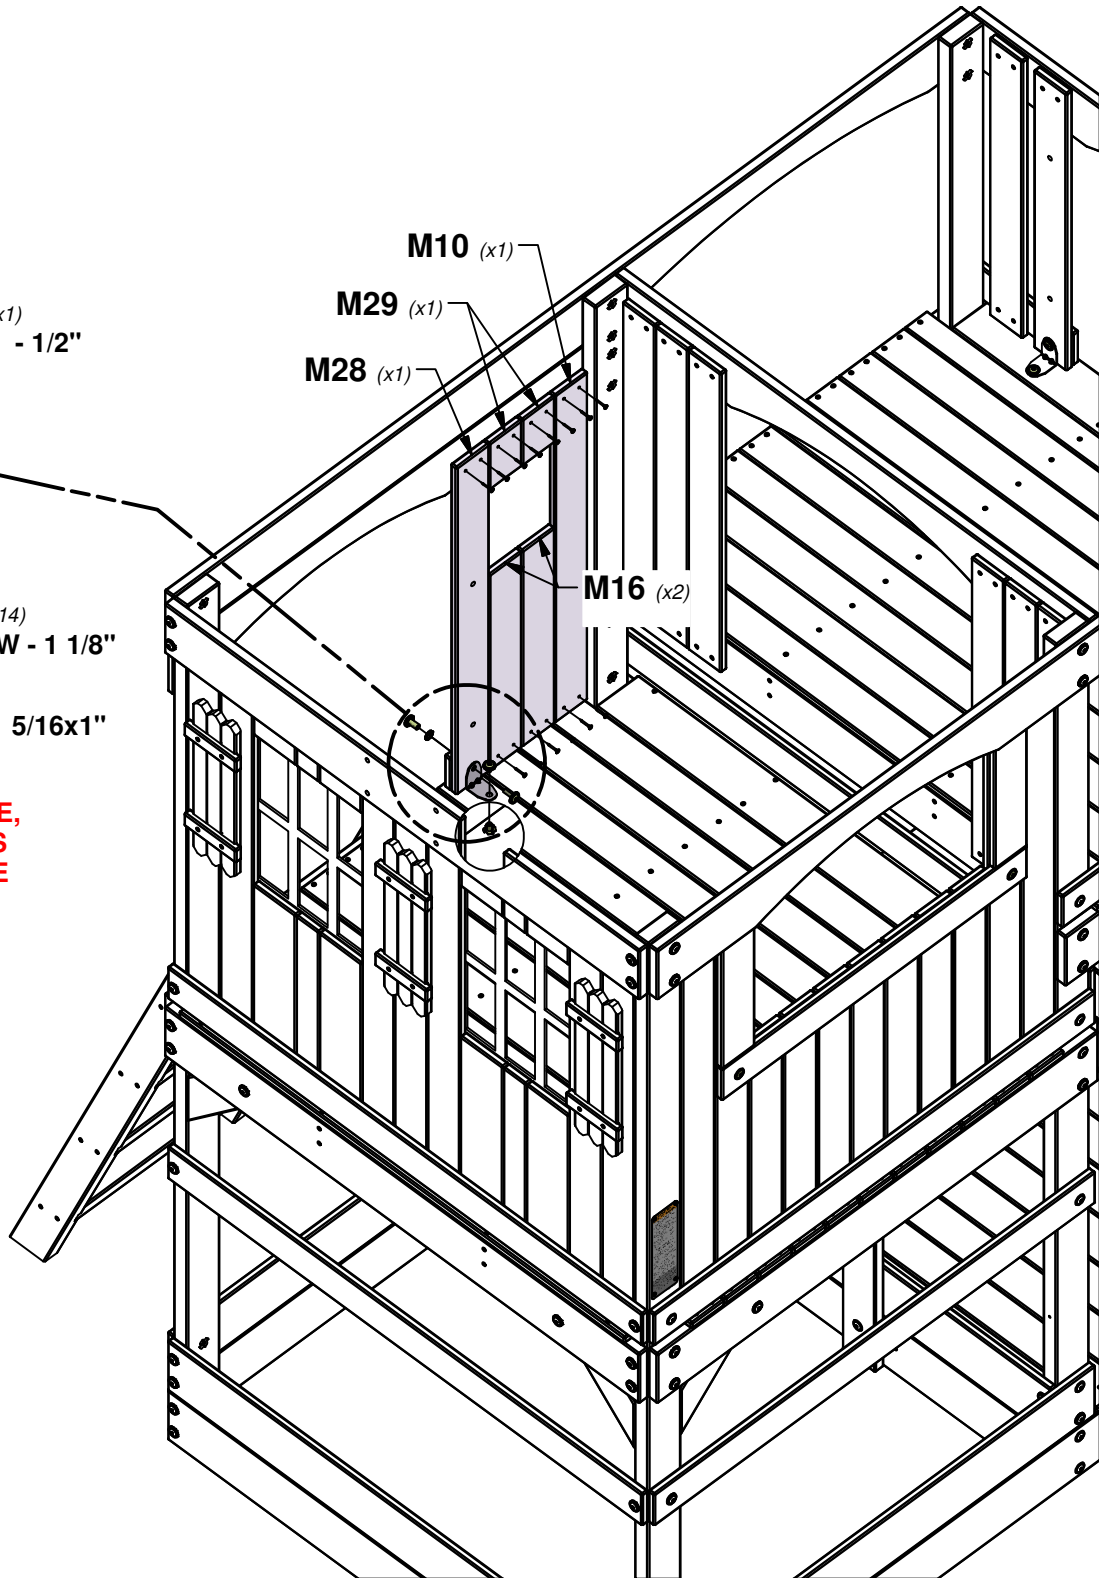 M10 (x1)
M29 (x1)
x1)
- 1/2"
M28 (x1)
M16 (x2)
14)
W - 1 1/8"
5/16x1"
E,
S
E